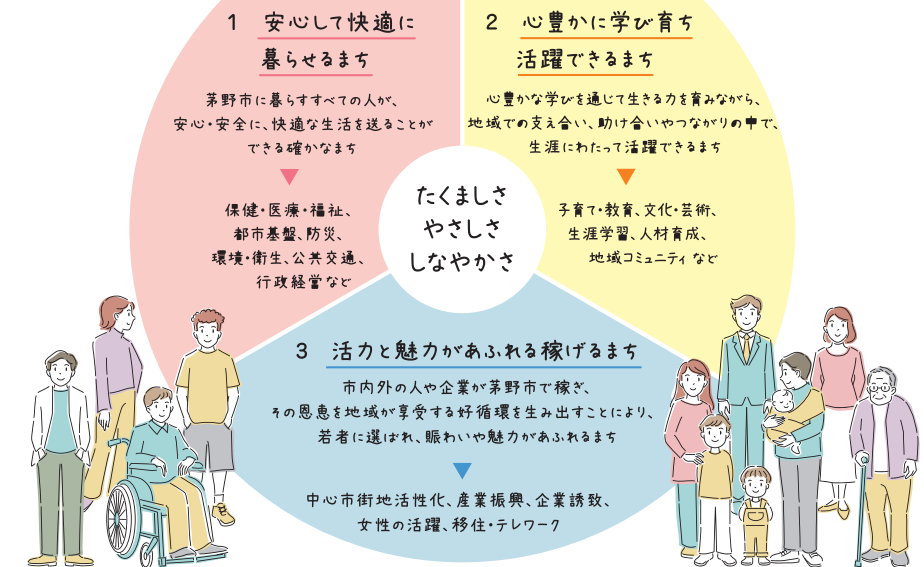 1 安心して快適に
暮らせるまち
茅野市に暮らすすべての人が、
安心・安全に、快適な生活を送ることが
できる確かなまち
保健・医療・福祉、
都市基盤、防災、
環境・衛生、公共交通、
行政経営など
2 心豊かに学び育ち
活躍できるまち
心豊かな学びを通じて生きる力を育みながら、
地域での支え合い、助け合いやつながりの中で、
生涯にわたって活躍できるまち
子育て・教育、文化・芸術、
生涯学習、人材育成、
地域コミュニティなど
たくましさ
やさしさ
しなやかさ
3 活力と魅力があふれる稼げるまち
市内外の人や企業が茅野市で稼ぎ、
その恩恵を地域が享受する好循環を生み出すことにより、
若者に選ばれ、賑わいや魅力があふれるまち
中心市街地活性化、産業振興、企業誘致、
女性の活躍、移住・テレワーク